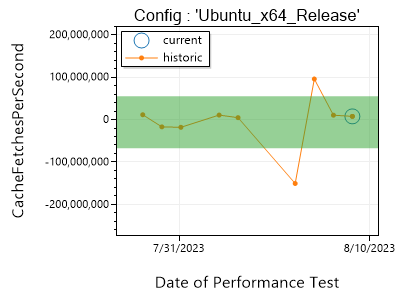 Config : 'Ubuntu_x64_Release'
current
historic
200,000,000
100,000,000
0
-100,000,000
-200,000,000
CacheFetchesPerSecond
7/31/2023
8/10/2023
Date of Performance Test